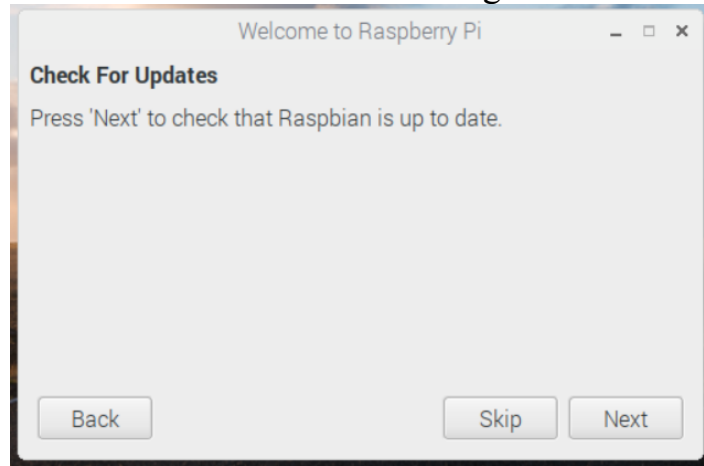 Welcome to Raspberry Pi
Check For Updates
Press 'Next' to check that Raspbian is up to date.
Back
Skip
Next